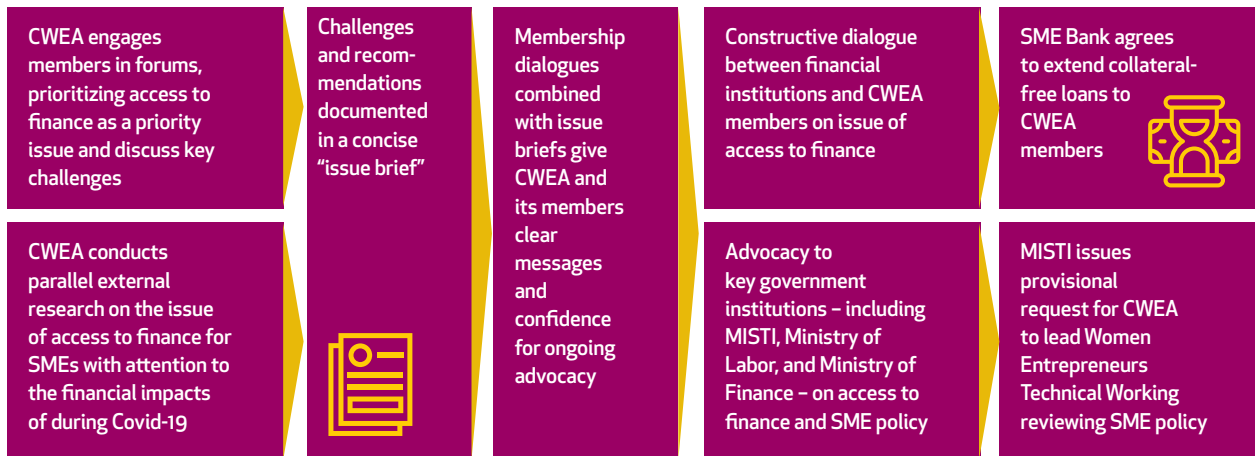 CWEA engages
members in forums,
prioritizing access to
finance as a priority
issue and discuss key
challenges
CWEA conducts
parallel external
research on the issue
of access to finance for
SMEs with attention to
the financial impacts
of during Covid-19
Challenges
and recom-
mendations
documented
in a concise
“issue brief”
Membership
dialogues
combined
with issue
briefs give
CWEA and
its members
clear
messages
and
confidence
for ongoing
advocacy
Constructive dialogue
between financial
institutions and CWEA
members on issue of
access to finance
Advocacy to
key government
institutions – including
MISTI, Ministry of
Labor, and Ministry of
Finance – on access to
finance and SME policy
SME Bank agrees
to extend collateral-
free loans to
CWEA
members
MISTI issues
provisional
request for CWEA
to lead Women
Entrepreneurs
Technical Working
reviewing SME policy